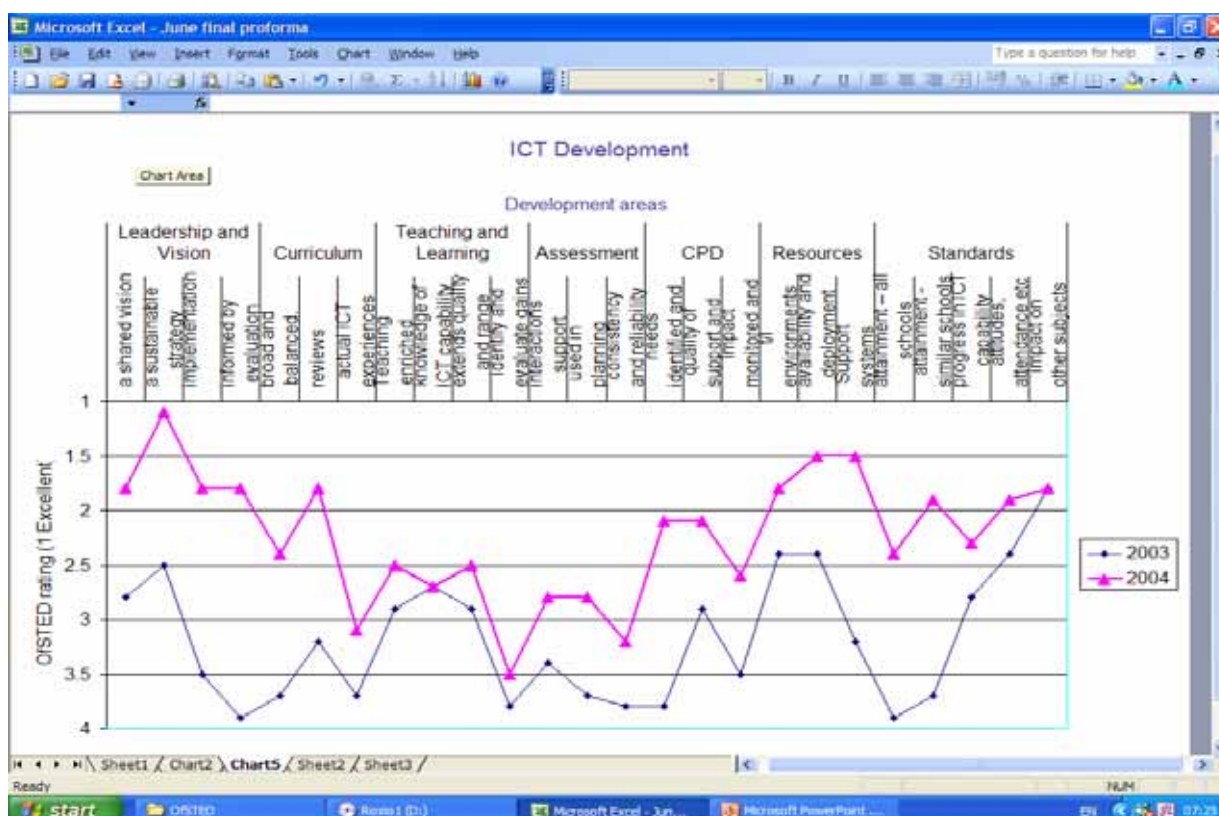 Microsoft Excel - June final proforma
File Edit View Insert Format Tools Chart Window Help
Type a question for help
fx
ICT Development
Chart Area
Development areas
Leadership and
Vision
Curriculum
Teaching and
Learning
Assessment
CPD
Resources
Standards
a shared vision
a sustainable
strategy
implementation
informed by
evaluation
broad and
balanced
reviews
actual ICT
experiences
Teaching
enriched
knowledge of
ICT capability
extends quality
and range
identify and
evaluate gains
interactions
support
used in
planning
consistency
and reliability
needs
identified and
quality of
support and
impact
monitored and
environments
availability and
deployment
Support
systems
attainment – all
schools
attainment -
similar schools
progress in ICT
capability
attitudes,
attendance etc
Impact on
other subjects
OfSTED rating (1 Excellent
1
1.5
2
2.5
3
3.5
4
2003
2004
Sheet1 / Chart2 / Chart5 / Sheet2 / Sheet3 /
Ready
NUM
start
OfSTED
Roxio1 (D:)
Microsoft Excel - Jun...
Microsoft PowerPoint ...
EN
07:25